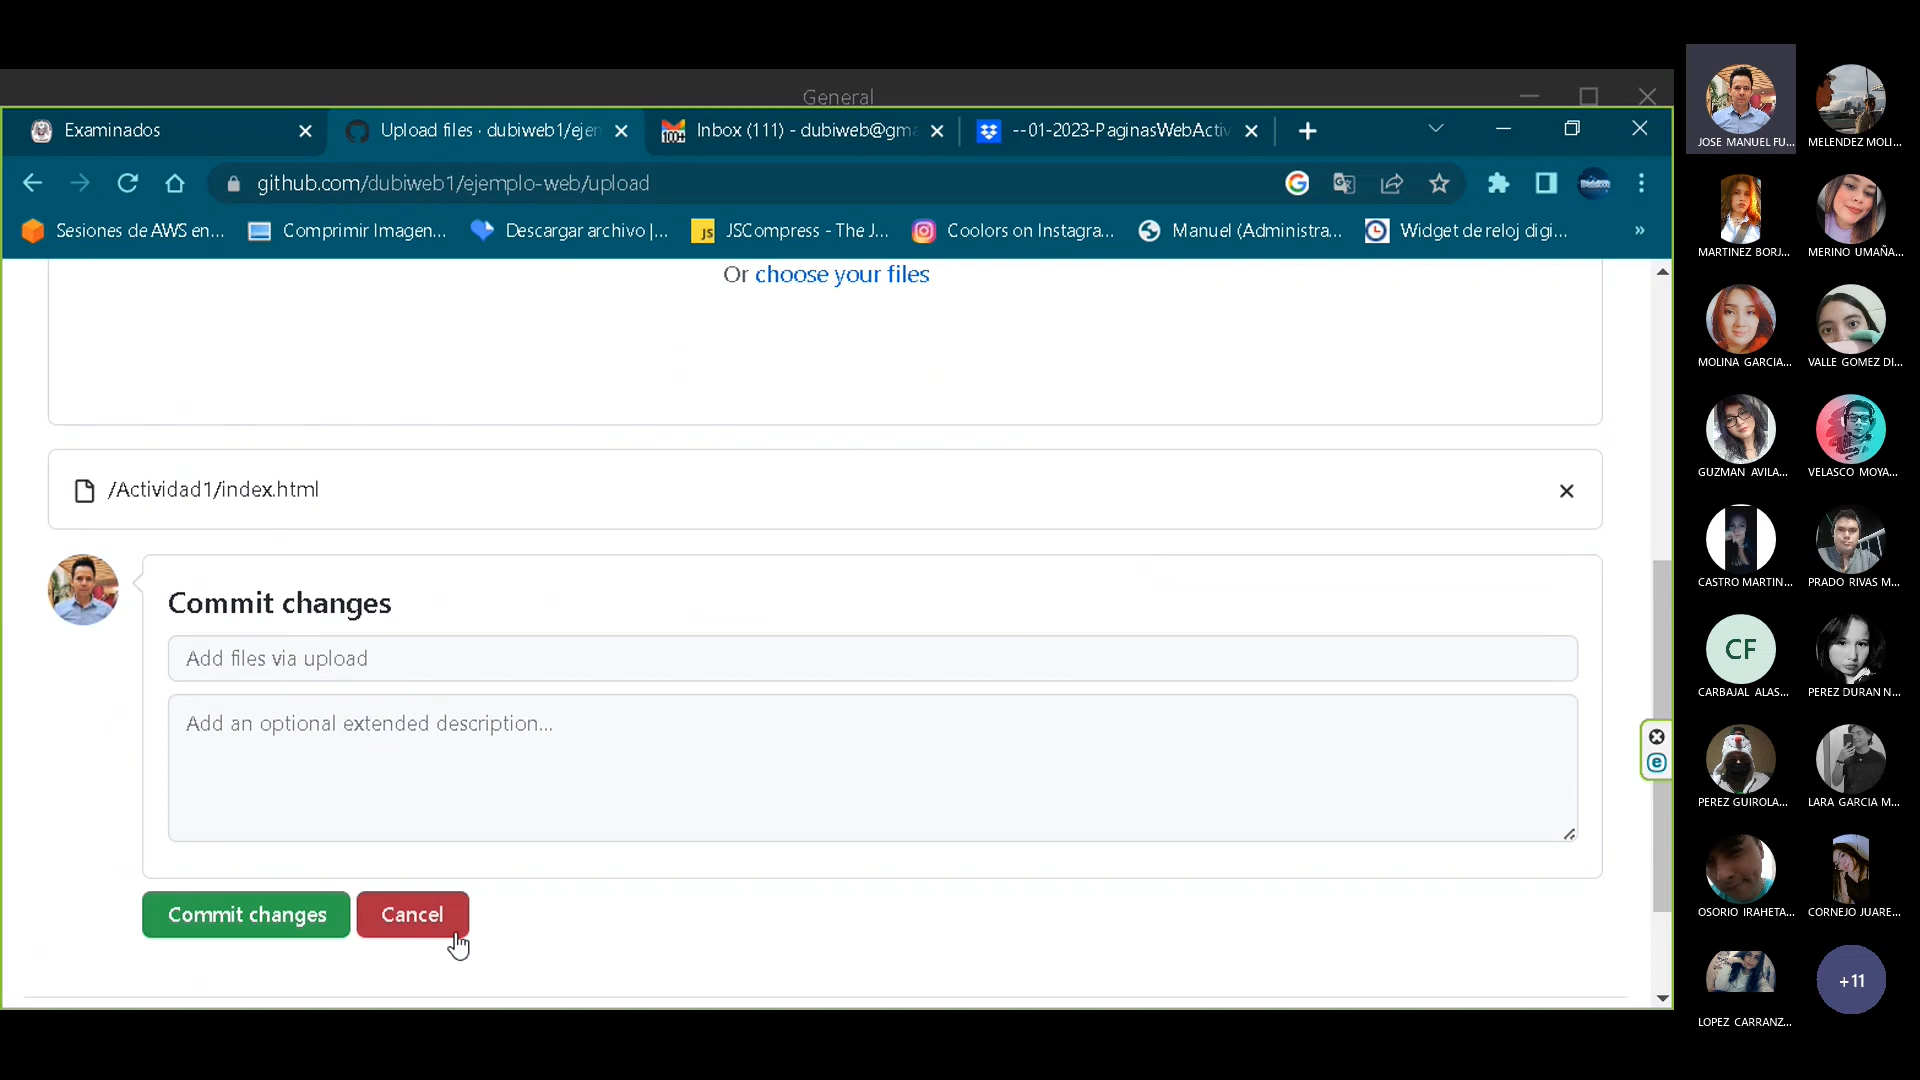 General
Examinados
Upload files · dubiweb1/ejen
Inbox (111) - dubiweb@gma
--01-2023-PaginasWebActiv
github.com/dubiweb1/ejemplo-web/upload
Sesiones de AWS en...
Comprimir Imagen...
Descargar archivo |...
JSCompress - The J...
Coolors on Instagra...
Manuel (Administra...
Widget de reloj digi...
»
Or choose your files
/Actividad1/index.html
Commit changes
Add files via upload
Add an optional extended description...
Commit changes
Cancel
JOSE MANUEL FU...
MELENDEZ MOLI...
MARTINEZ BORJ...
MERINO UMAÑA...
MOLINA GARCIA...
VALLE GOMEZ DI...
GUZMAN AVILA...
VELASCO MOYA...
CASTRO MARTIN...
PRADO RIVAS M...
CF
CARBAJAL ALAS...
PEREZ DURAN N...
PEREZ GUIROLA...
LARA GARCIA M...
OSORIO IRAHETA...
CORNEJO JUARE...
LOPEZ CARRANZ...
+11